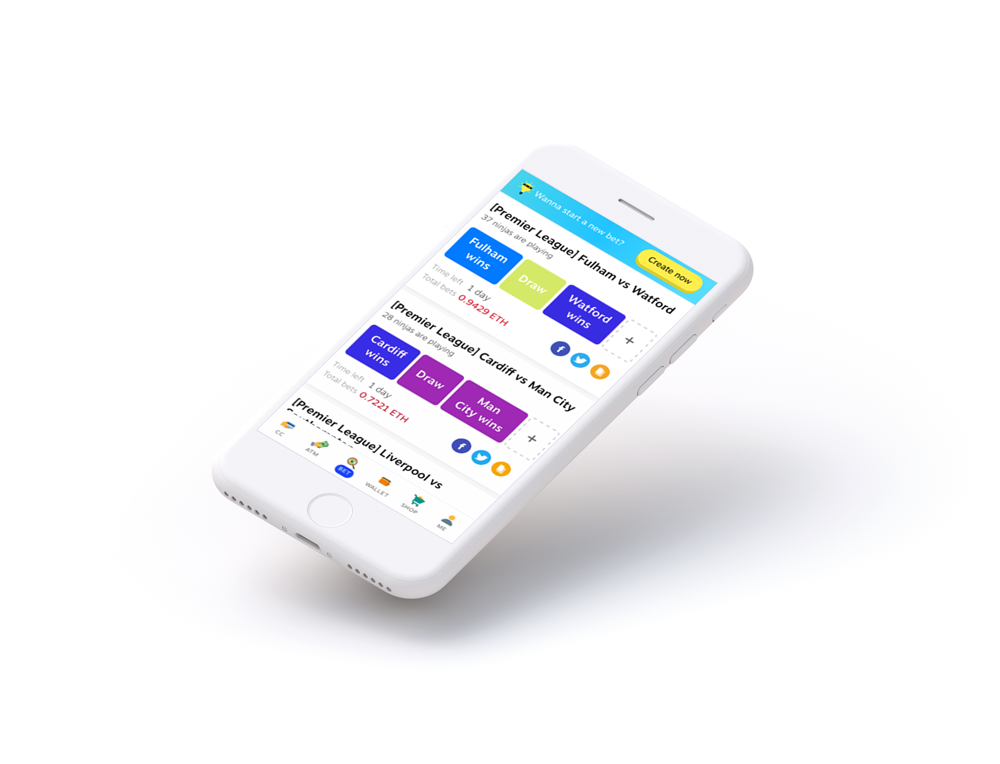 Wanna start a new bet?
Create now
[Premier League] Fulham vs Watford
37 ninjas are playing
Fulham
wins
Draw
Watford
wins
+
Time left 1 day
Total bets 0.9429 ETH
[Premier League] Cardiff vs Man City
28 ninjas are playing
Cardiff
wins
Draw
Man
City wins
+
Time left 1 day
Total bets 0.7221 ETH
[Premier League] Liverpool vs
CC
ATM
BET
WALLET
SHOP
ME